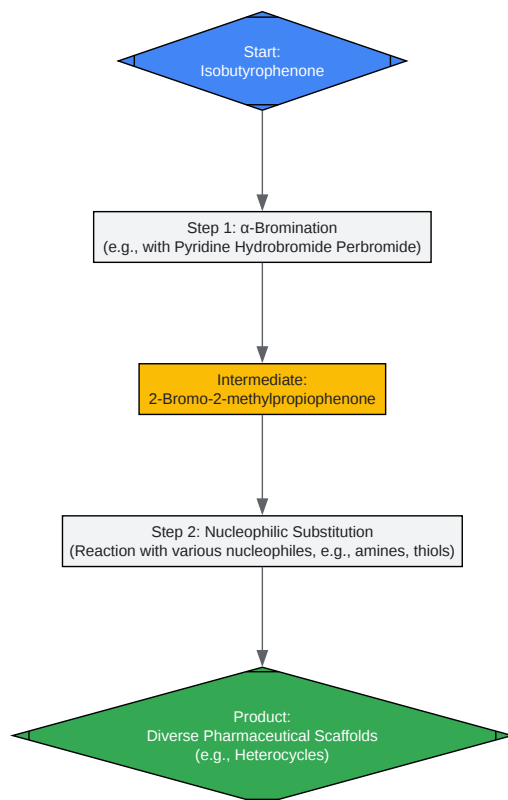 Start:
Isobutyrophenone
Step 1: α-Bromination
(e.g., with Pyridine Hydrobromide Perbromide)
Intermediate:
2-Bromo-2-methylpropiophenone
Step 2: Nucleophilic Substitution
(Reaction with various nucleophiles, e.g., amines, thiols)
Product:
Diverse Pharmaceutical Scaffolds
(e.g., Heterocycles)